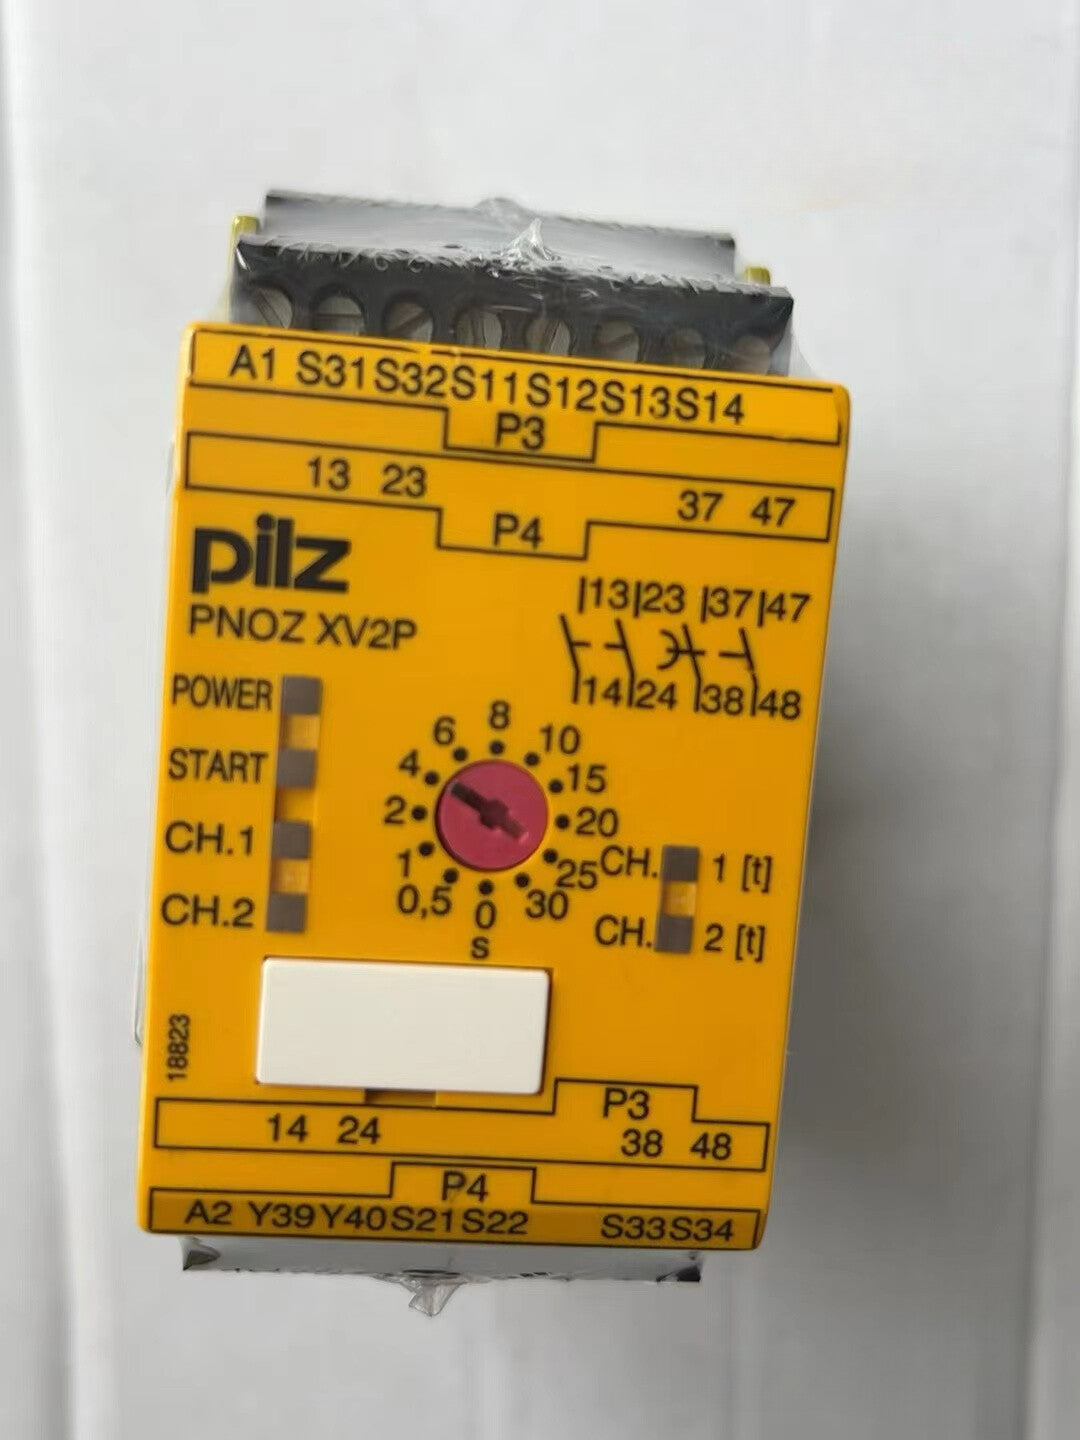 A1 S31 S32 S11 S12 S13 S14
P3
13 23 37 47
P4
pilz
PNOZ XV2P
13 23 37 47
14 24 38 48
POWER
START
CH.1
CH.2
8
6 10
4 15
2 20
1 25
0,5 30
0
s
CH. 1 [t]
CH. 2 [t]
18823
P3
14 24 38 48
P4
A2 Y39 Y40 S21 S22 S33 S34